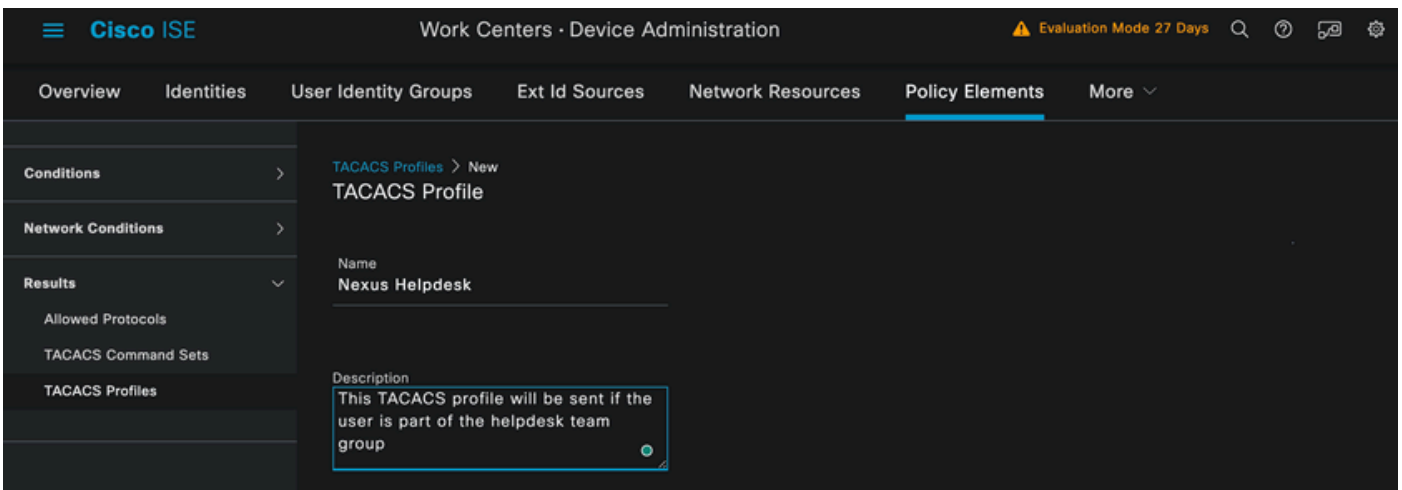 Cisco ISE
Work Centers · Device Administration
Evaluation Mode 27 Days
Overview
Identities
User Identity Groups
Ext Id Sources
Network Resources
Policy Elements
More
Conditions
Network Conditions
Results
Allowed Protocols
TACACS Command Sets
TACACS Profiles
TACACS Profiles > New
TACACS Profile
Name
Nexus Helpdesk
Description
This TACACS profile will be sent if the
user is part of the helpdesk team
group